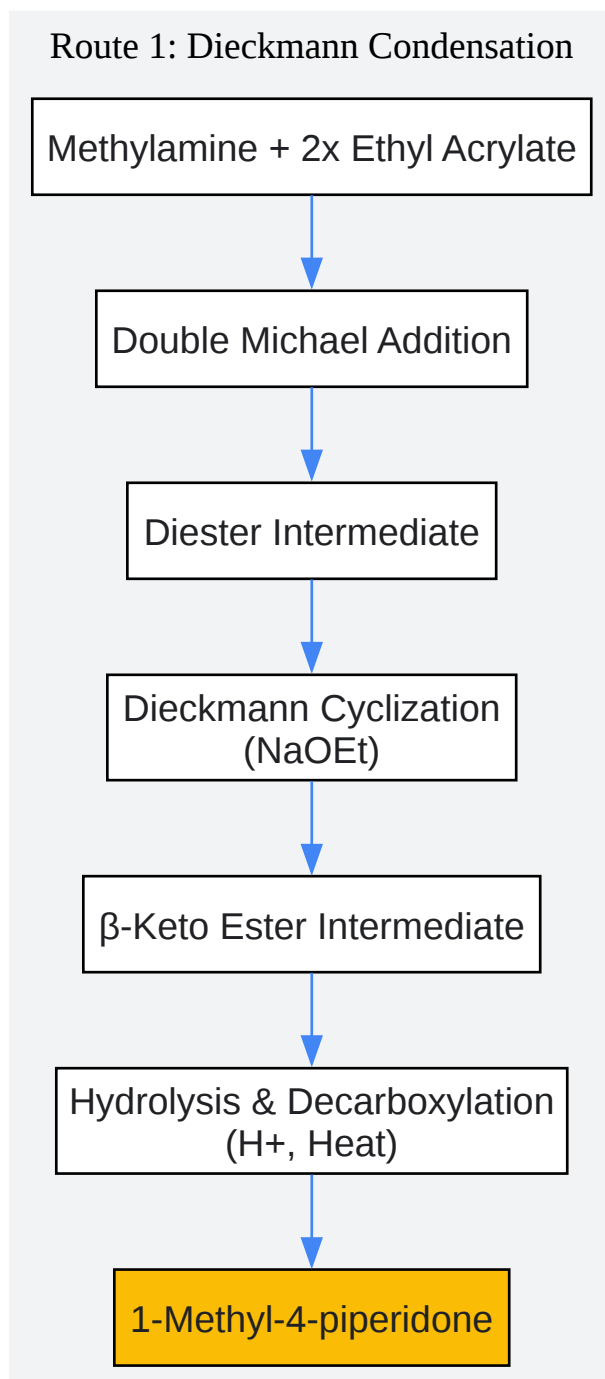 Route 1: Dieckmann Condensation
Methylamine + 2x Ethyl Acrylate
Double Michael Addition
Diester Intermediate
Dieckmann Cyclization
(NaOEt)
β-Keto Ester Intermediate
Hydrolysis & Decarboxylation
(H+, Heat)
1-Methyl-4-piperidone